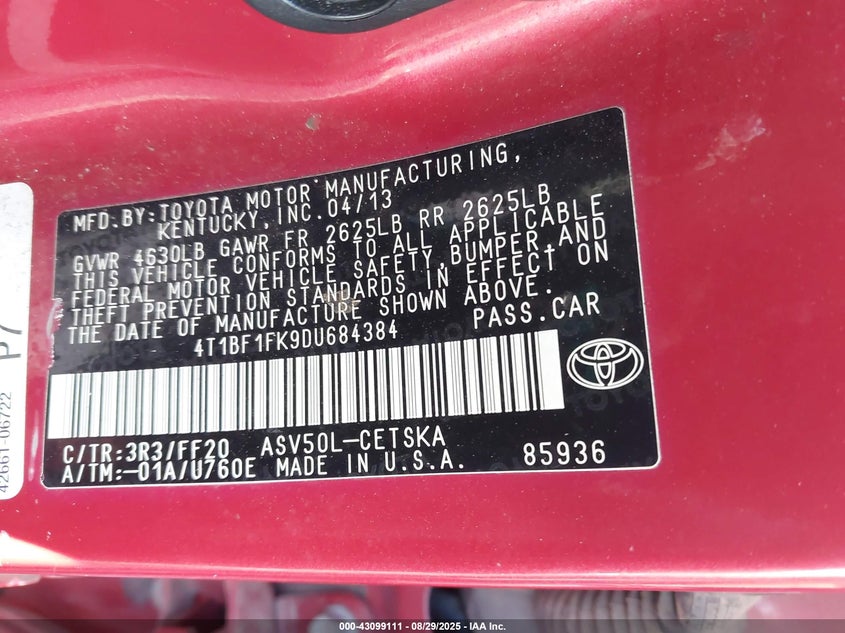 MFD.BY:TOYOTA MOTOR MANUFACTURING,
KENTUCKY,INC.04/13
GVWR 4630LB GAWR FR 2625LB RR 2625LB
THIS VEHICLE CONFORMS TO ALL APPLICABLE
FEDERAL MOTOR VEHICLE SAFETY,BUMPER,AND
THEFT PREVENTION STANDARDS IN EFFECT ON
THE DATE OF MANUFACTURE SHOWN ABOVE.
4T1BF1FK9DU684384 PASS.CAR
C/TR:3R3/FF20 ASV50L-CETSKA
A/TM:-01A/U760E MADE IN U.S.A. 85936
P7
42661-06722
000-43099111 - 08/29/2025 - IAA Inc.